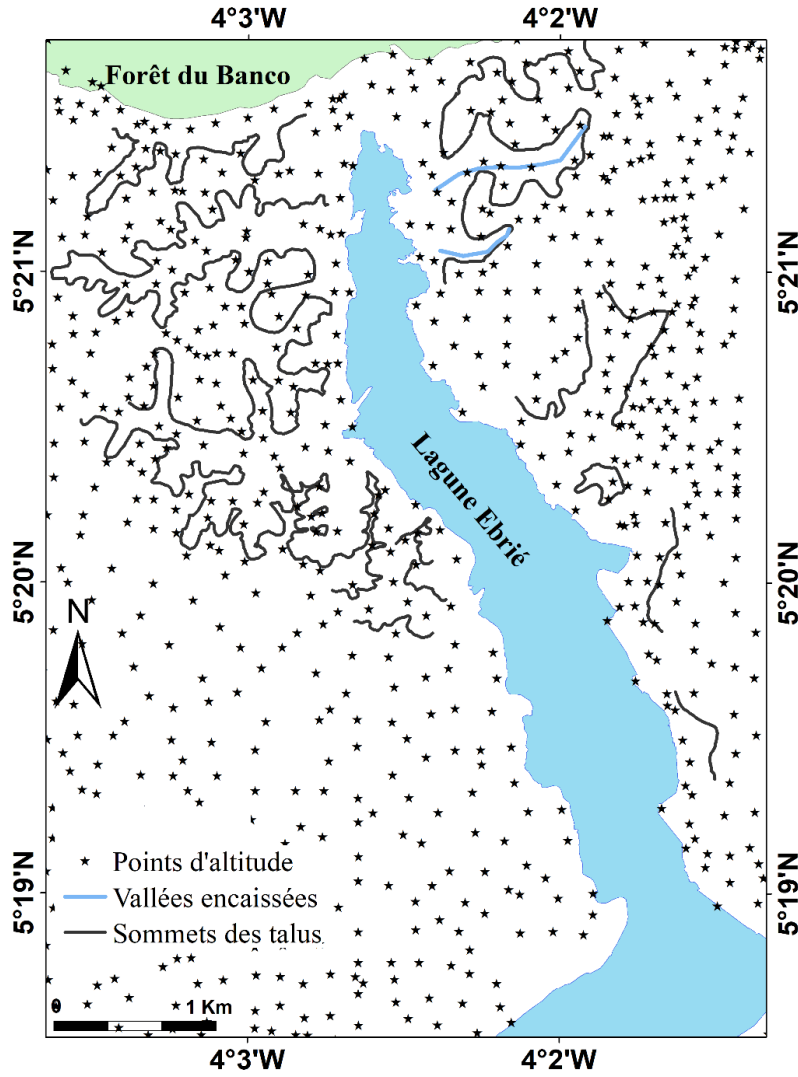 4°3'W 4°2'W
Forêt du Banco
5°21'N 5°21'N
Lagune Ebrié
5°20'N 5°20'N
N
Points d'altitude
Vallées encaissées
5°19'N 5°19'N
Sommets des talus
0 1 Km
4°3'W 4°2'W